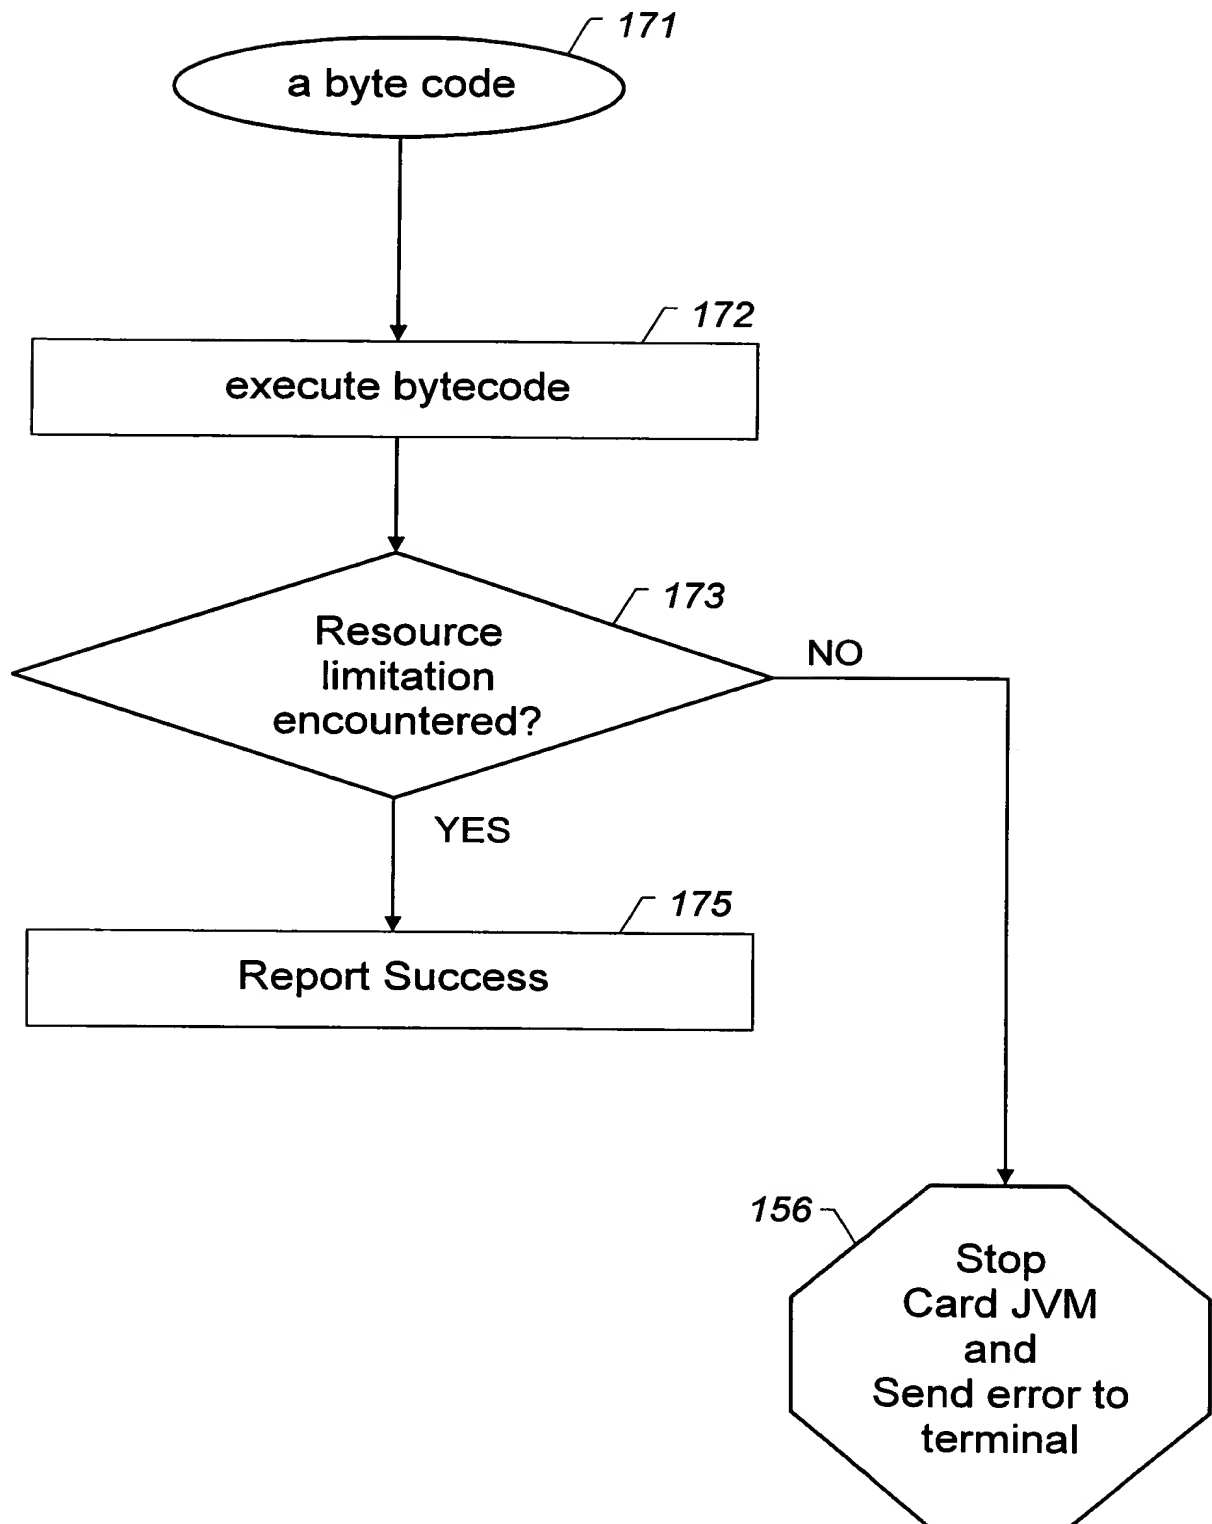 171
a byte code
172
execute bytecode
173
Resource
limitation
encountered?
NO
YES
175
Report Success
156
Stop
Card JVM
and
Send error to
terminal